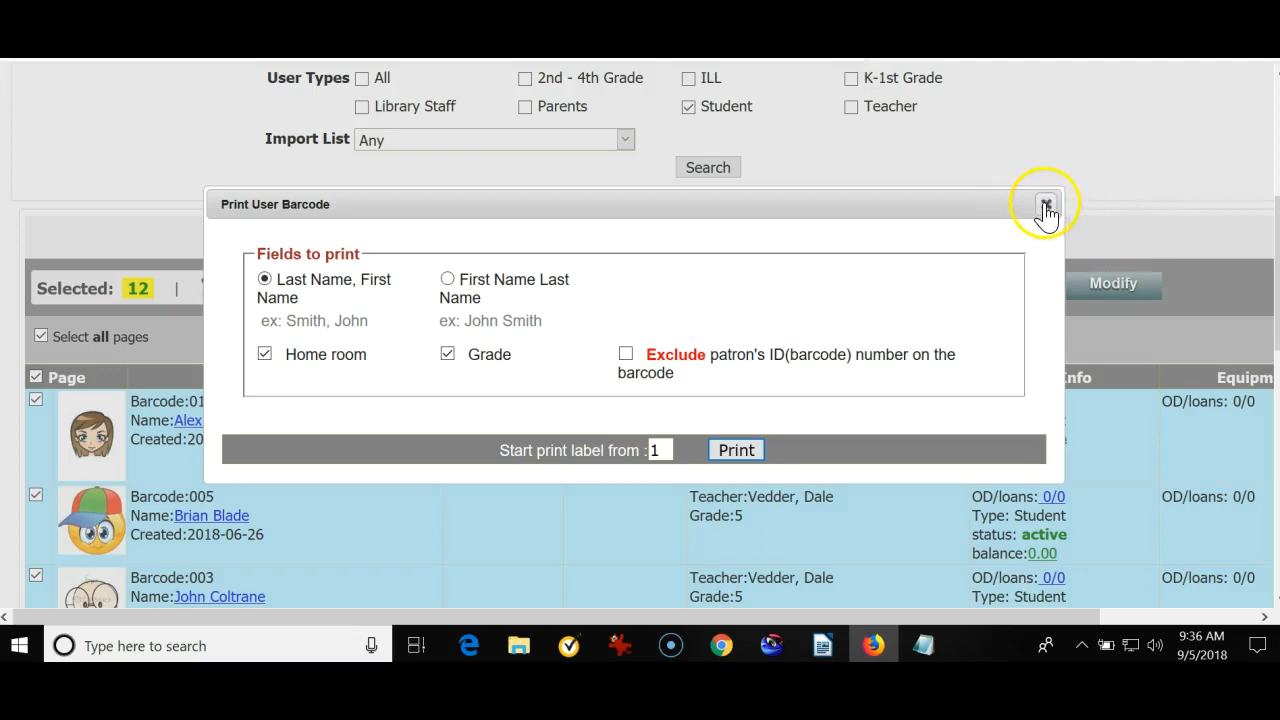 User Types All 2nd - 4th Grade ILL K-1st Grade
Library Staff Parents Student Teacher
Import List Any
Search
Print User Barcode
Fields to print
Last Name, First Name First Name Last Name
ex: Smith, John ex: John Smith
Home room Grade Exclude patron's ID(barcode) number on the barcode
Start print label from : 1 Print
Selected: 12 | Modify
Select all pages
Page Info Equipm
Barcode:01 OD/loans: 0/0
Name:Alex
Created:20
Barcode:005 Teacher:Vedder, Dale OD/loans: 0/0 OD/loans: 0/0
Name:Brian Blade Grade:5 Type: Student
Created:2018-06-26 status: active
balance:0.00
Barcode:003 Teacher:Vedder, Dale OD/loans: 0/0 OD/loans: 0/0
Name:John Coltrane Grade:5 Type: Student
Type here to search
9:36 AM
9/5/2018